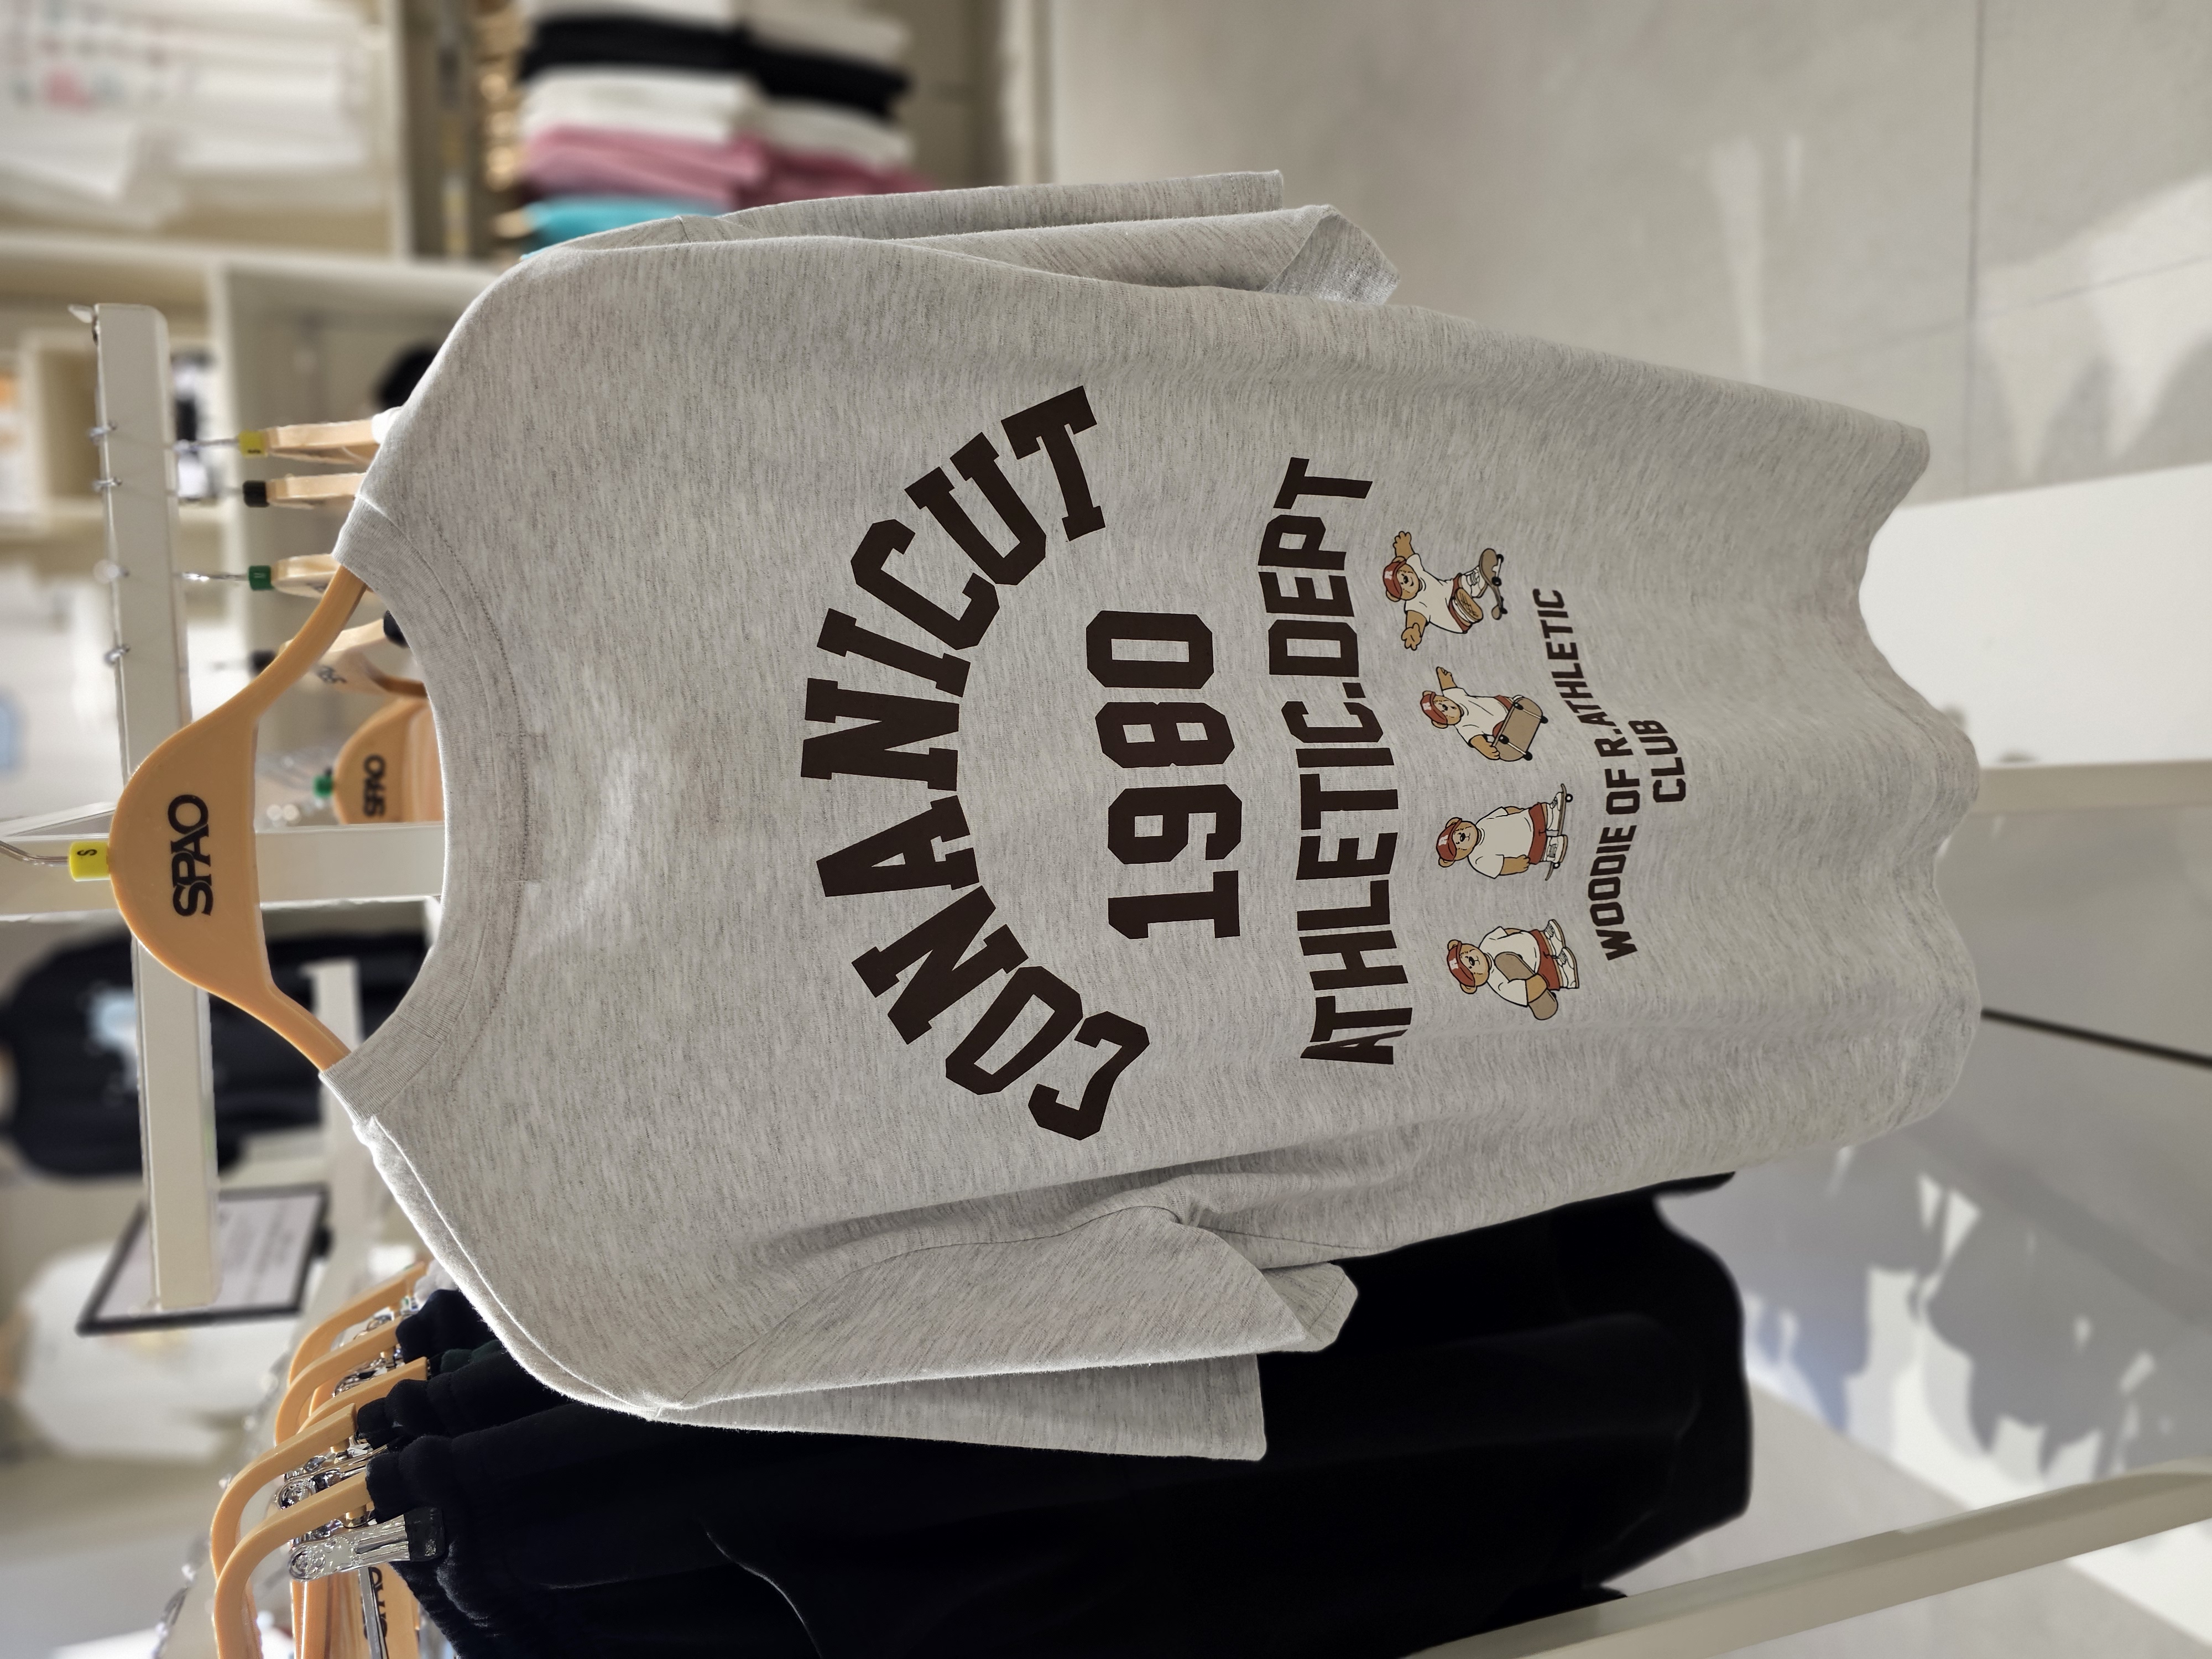 SPAO
S
SPAO
CONANICUT
1980
ATHLETIC.DEPT
WOODIE OF R.ATHLETIC
CLUB